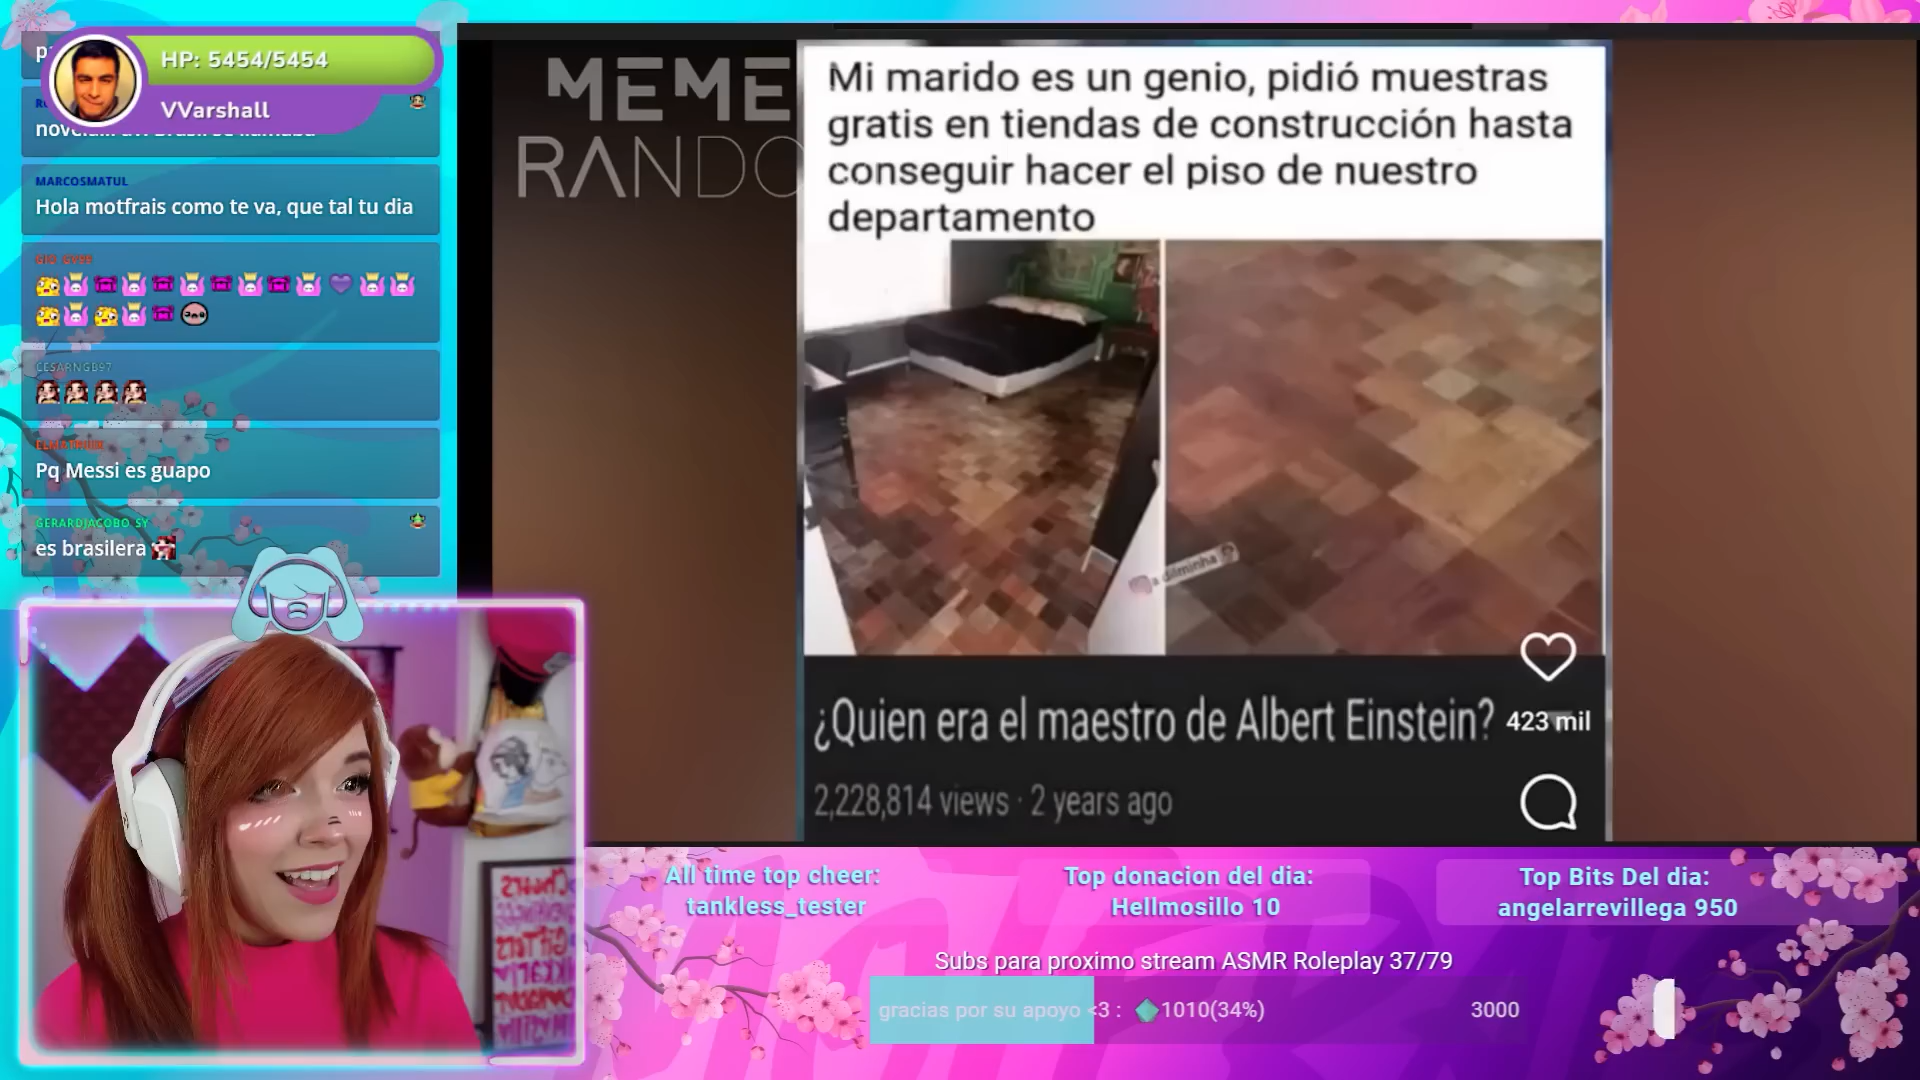 HP: 5454/5454
VVarshall
MARCOSMATUL
Hola motfrais como te va, que tal tu dia
CESARNGB97
Pq Messi es guapo
GERARDJACOBO SY
es brasilera
MEME
RANDO
Mi marido es un genio, pidió muestras
gratis en tiendas de construcción hasta
conseguir hacer el piso de nuestro
departamento
a dilminha
¿Quien era el maestro de Albert Einstein?
423 mil
2,228,814 views · 2 years ago
All time top cheer:
tankless_tester
Top donacion del dia:
Hellmosillo 10
Top Bits Del dia:
angelarrevillega 950
Subs para proximo stream ASMR Roleplay 37/79
gracias por su apoyo <3 : 1010(34%)
3000